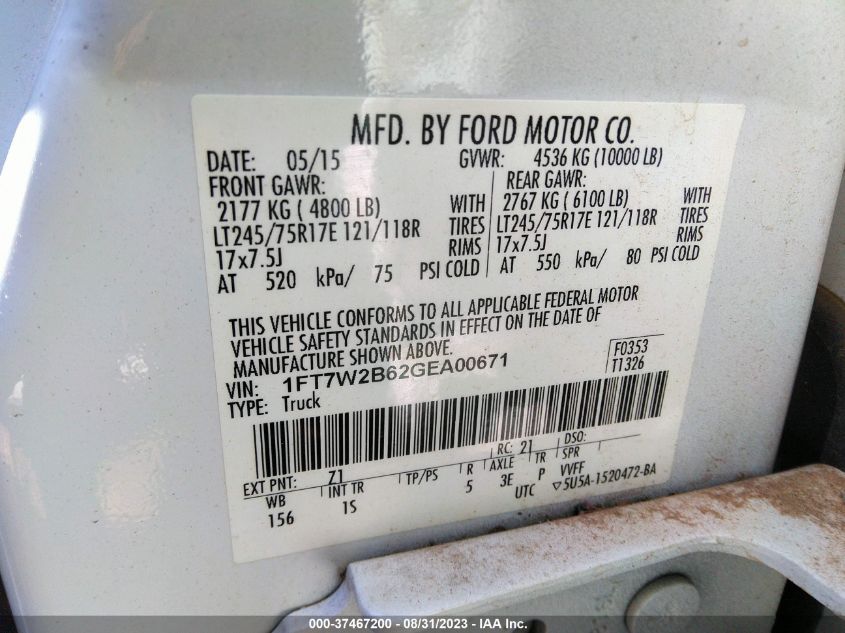 MFD. BY FORD MOTOR CO.
DATE: 05/15 GVWR: 4536 KG (10000 LB)
FRONT GAWR: REAR GAWR:
2177 KG ( 4800 LB) WITH 2767 KG ( 6100 LB) WITH
LT245/75R17E 121/118R TIRES LT245/75R17E 121/118R TIRES
17x7.5J RIMS 17x7.5J RIMS
AT 520 kPa/ 75 PSI COLD AT 550 kPa/ 80 PSI COLD
THIS VEHICLE CONFORMS TO ALL APPLICABLE FEDERAL MOTOR
VEHICLE SAFETY STANDARDS IN EFFECT ON THE DATE OF
MANUFACTURE SHOWN ABOVE.
F0353
VIN: 1FT7W2B62GEA00671
T1326
TYPE: Truck
EXT PNT: Z1 RC: 21 DSO:
WB INT TR TP/PS R AXLE TR SPR
156 1S 5 3E P VVFF
UTC ▽5U5A-1520472-BA
000-37467200 - 08/31/2023 - IAA Inc.